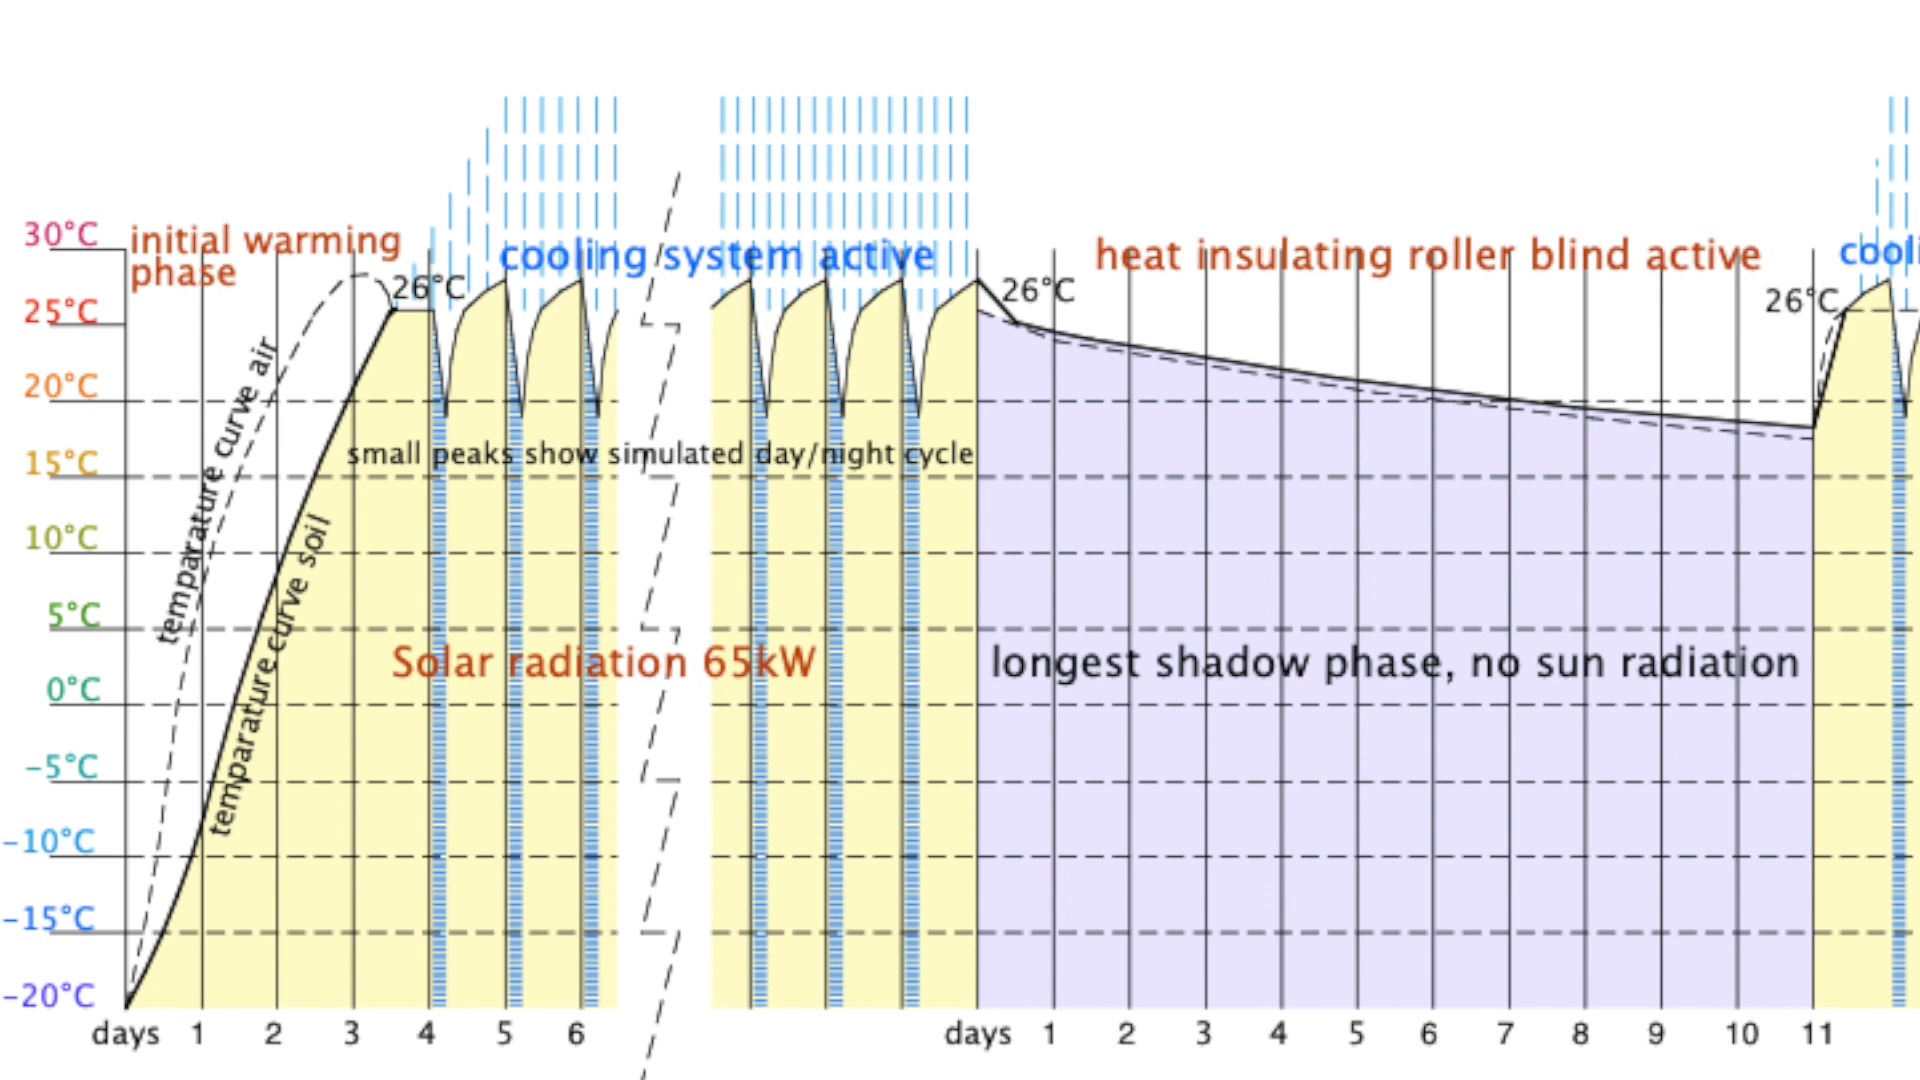 30°C
25°C
20°C
15°C
10°C
5°C
0°C
-5°C
-10°C
-15°C
-20°C
initial warming
phase
26°C
cooling system active
26°C
heat insulating roller blind active
26°C
cooli
temparature curve air
temparature curve soil
small peaks show simulated day/night cycle
Solar radiation 65kW
longest shadow phase, no sun radiation
days 1 2 3 4 5 6
days 1 2 3 4 5 6 7 8 9 10 11